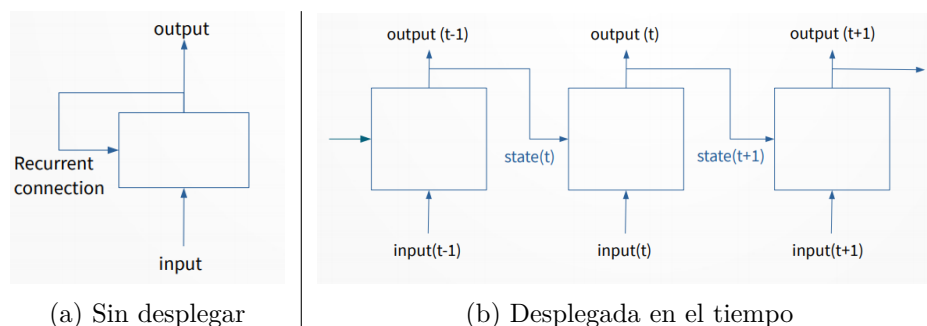 output
Recurrent
connection
input
(a) Sin desplegar
output (t-1)
output (t)
output (t+1)
state(t)
state(t+1)
input(t-1)
input(t)
input(t+1)
(b) Desplegada en el tiempo